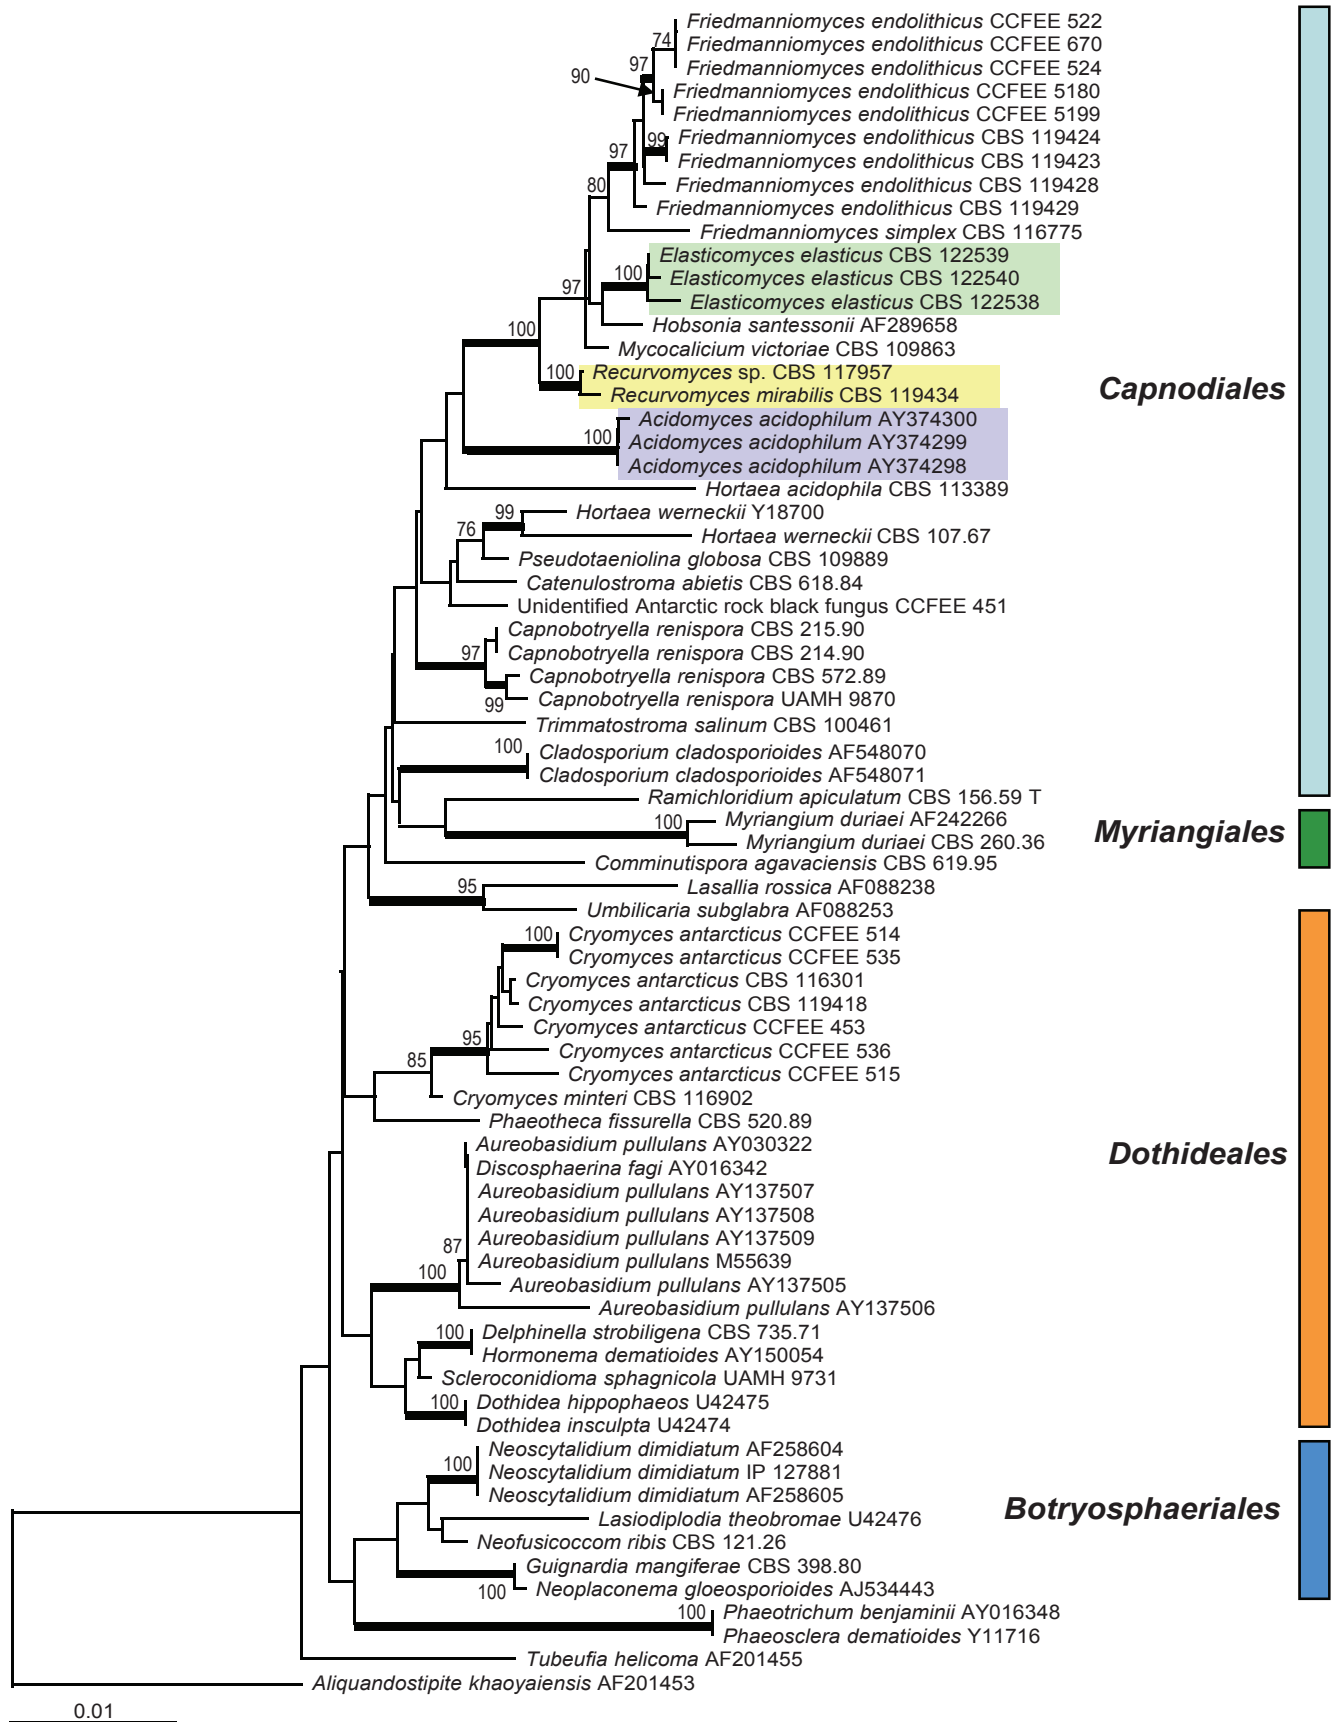 Friedmanniomyces endolithicus CCFEE 522
74
Friedmanniomyces endolithicus CCFEE 670
97
Friedmanniomyces endolithicus CCFEE 524
90
Friedmanniomyces endolithicus CCFEE 5180
Friedmanniomyces endolithicus CCFEE 5199
99
Friedmanniomyces endolithicus CBS 119424
97
Friedmanniomyces endolithicus CBS 119423
80
Friedmanniomyces endolithicus CBS 119428
Friedmanniomyces endolithicus CBS 119429
Friedmanniomyces simplex CBS 116775
Elasticomyces elasticus CBS 122539
100
Elasticomyces elasticus CBS 122540
97
Elasticomyces elasticus CBS 122538
Hobsonia santessonii AF289658
100
Mycocalicium victoriae CBS 109863
100
Recurvomyces sp. CBS 117957
Recurvomyces mirabilis CBS 119434
Capnodiales
Acidomyces acidophilum AY374300
100
Acidomyces acidophilum AY374299
Acidomyces acidophilum AY374298
Hortaea acidophila CBS 113389
99
Hortaea werneckii Y18700
76
Hortaea werneckii CBS 107.67
Pseudotaeniolina globosa CBS 109889
Catenulostroma abietis CBS 618.84
Unidentified Antarctic rock black fungus CCFEE 451
Capnobotryella renispora CBS 215.90
97
Capnobotryella renispora CBS 214.90
Capnobotryella renispora CBS 572.89
99
Capnobotryella renispora UAMH 9870
Trimmatostroma salinum CBS 100461
100
Cladosporium cladosporioides AF548070
Cladosporium cladosporioides AF548071
Ramichloridium apiculatum CBS 156.59 T
100
Myriangium duriaei AF242266
Myriangium duriaei CBS 260.36
Myriangiales
Comminutispora agavaciensis CBS 619.95
95
Lasallia rossica AF088238
Umbilicaria subglabra AF088253
100
Cryomyces antarcticus CCFEE 514
Cryomyces antarcticus CCFEE 535
Cryomyces antarcticus CBS 116301
Cryomyces antarcticus CBS 119418
95
Cryomyces antarcticus CCFEE 453
85
Cryomyces antarcticus CCFEE 536
Cryomyces antarcticus CCFEE 515
Cryomyces minteri CBS 116902
Phaeotheca fissurella CBS 520.89
Aureobasidium pullulans AY030322
Dothideales
Discosphaerina fagi AY016342
Aureobasidium pullulans AY137507
Aureobasidium pullulans AY137508
Aureobasidium pullulans AY137509
87
Aureobasidium pullulans M55639
100
Aureobasidium pullulans AY137505
Aureobasidium pullulans AY137506
100
Delphinella strobiligena CBS 735.71
Hormonema dematioides AY150054
Scleroconidioma sphagnicola UAMH 9731
100
Dothidea hippophaeos U42475
Dothidea insculpta U42474
Neoscytalidium dimidiatum AF258604
100
Neoscytalidium dimidiatum IP 127881
Neoscytalidium dimidiatum AF258605
Botryosphaeriales
Lasiodiplodia theobromae U42476
Neofusicoccom ribis CBS 121.26
Guignardia mangiferae CBS 398.80
100
Neoplaconema gloeosporioides AJ534443
100
Phaeotrichum benjaminii AY016348
Phaeosclera dematioides Y11716
Tubeufia helicoma AF201455
Aliquandostipite khaoyaiensis AF201453
0.01